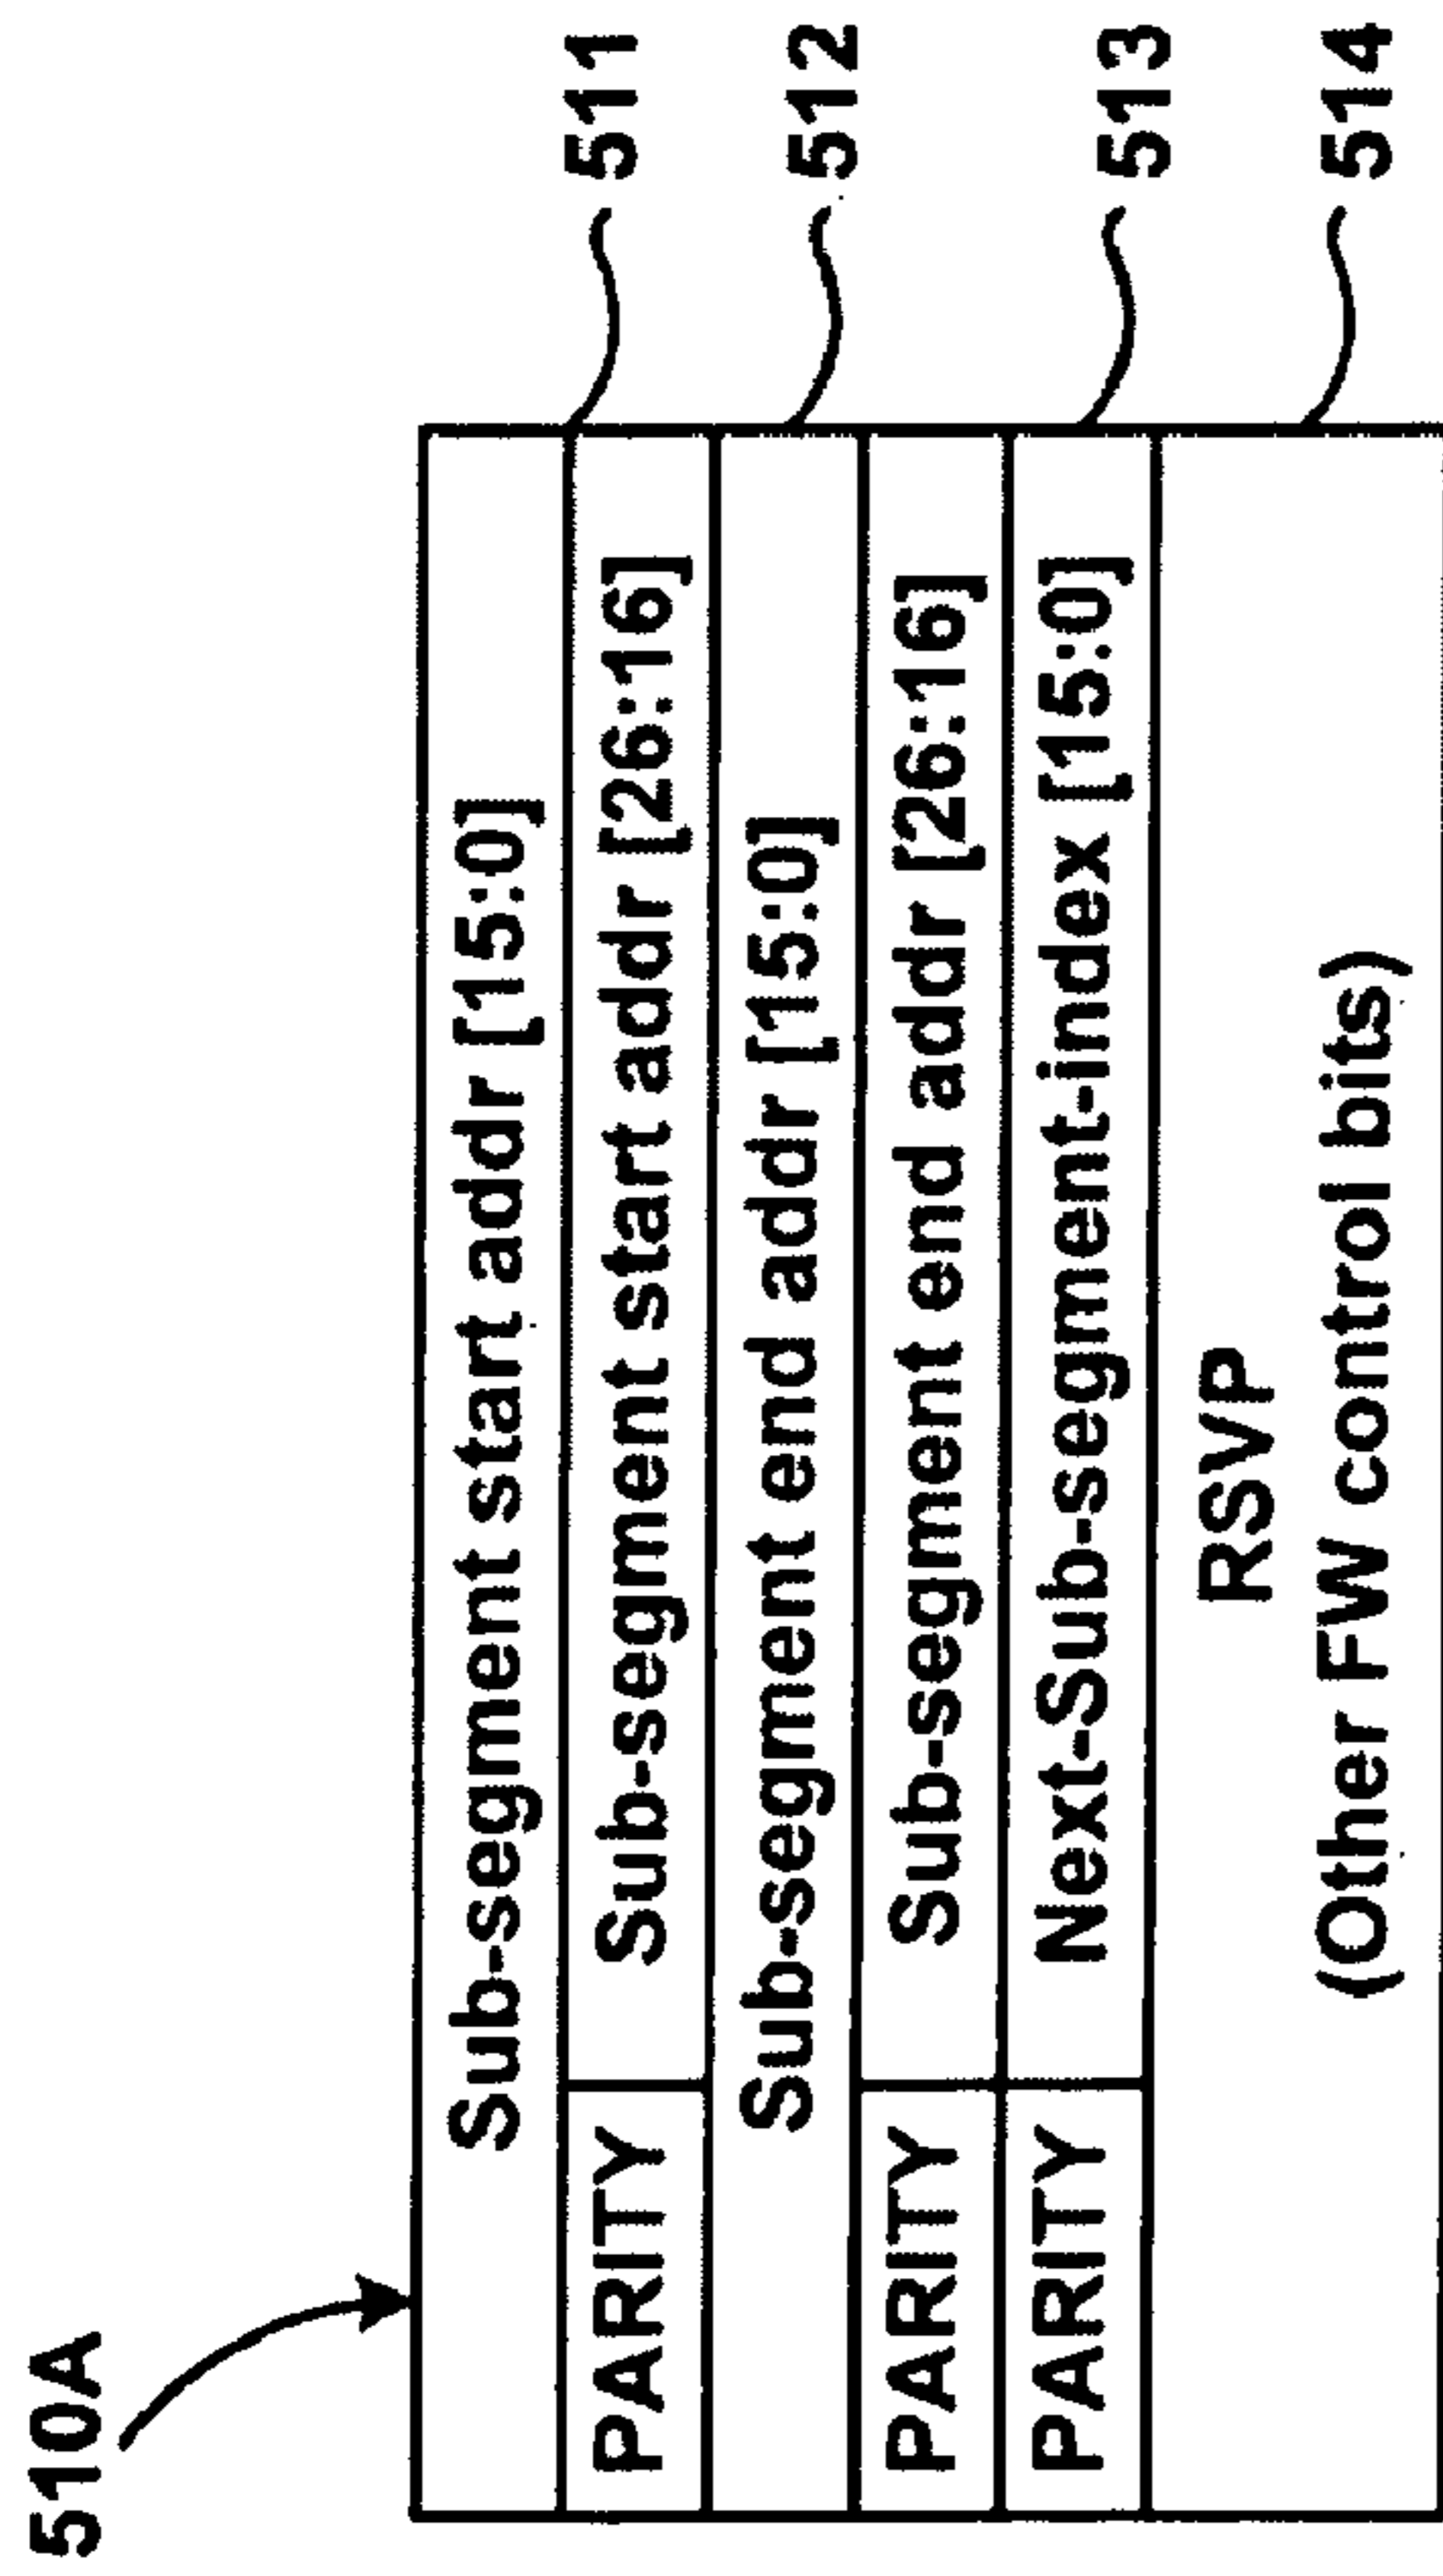 510A
Sub-segment start addr [15:0]
511
PARITY
Sub-segment start addr [26:16]
Sub-segment end addr [15:0]
512
PARITY
Sub-segment end addr [26:16]
PARITY
Next-Sub-segment-index [15:0]
513
RSVP
(Other FW control bits)
514